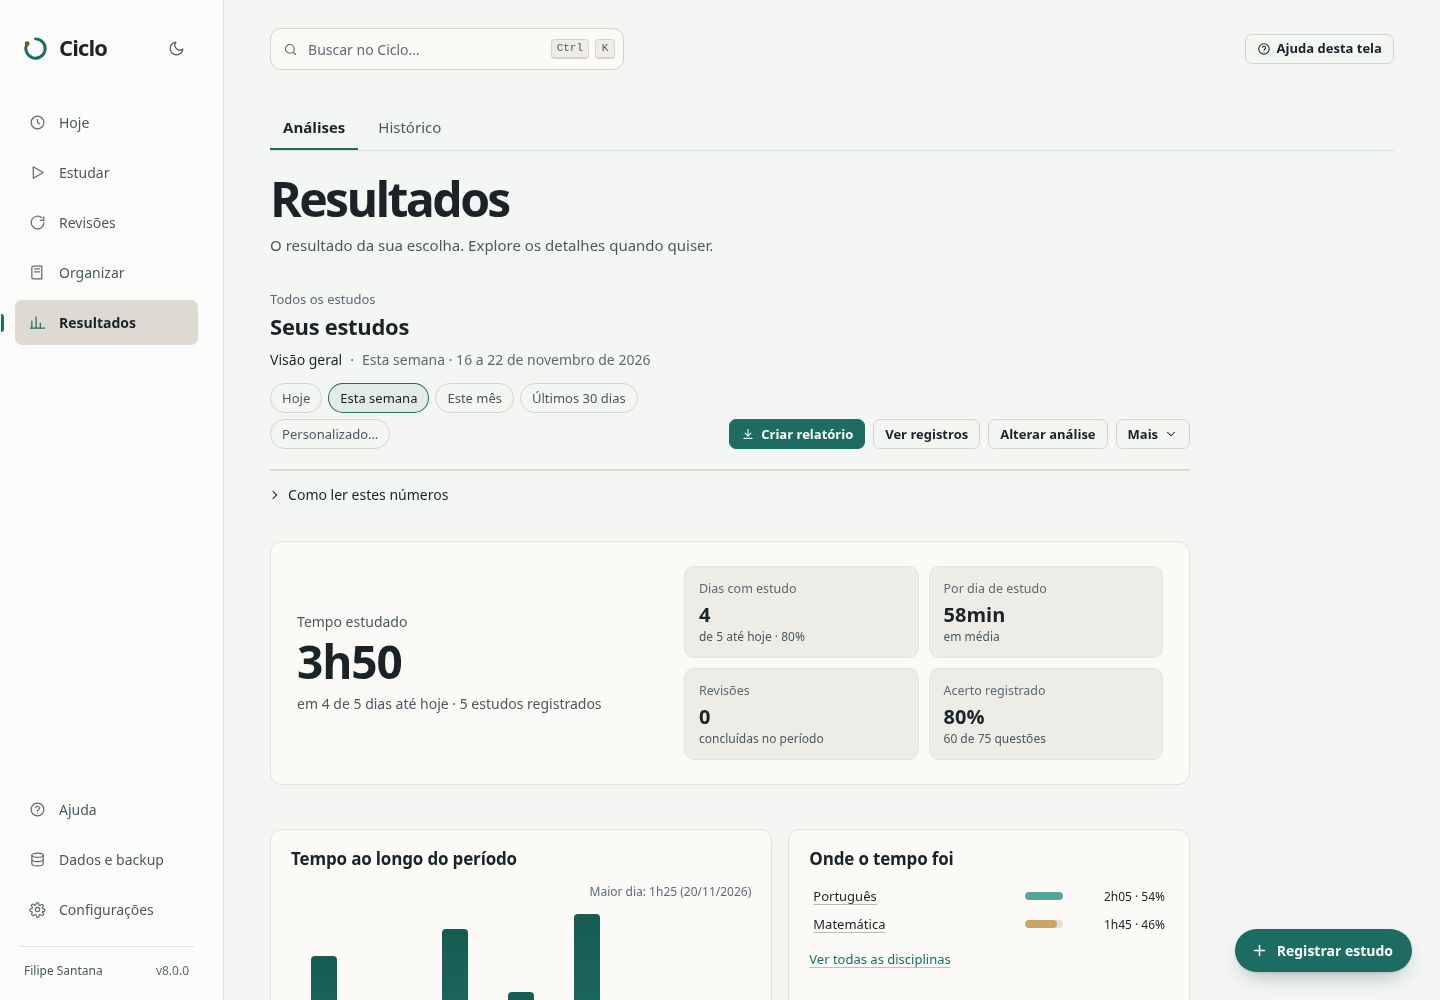 Ciclo
Buscar no Ciclo...
Ctrl K
Ajuda desta tela
Hoje
Estudar
Revisões
Organizar
Resultados
Ajuda
Dados e backup
Configurações
Filipe Santana v8.0.0
Análises Histórico
Resultados
O resultado da sua escolha. Explore os detalhes quando quiser.
Todos os estudos
Seus estudos
Visão geral · Esta semana · 16 a 22 de novembro de 2026
Hoje Esta semana Este mês Últimos 30 dias
Personalizado...
Criar relatório Ver registros Alterar análise Mais
Como ler estes números
Tempo estudado
3h50
em 4 de 5 dias até hoje · 5 estudos registrados
Dias com estudo
4
de 5 até hoje · 80%
Por dia de estudo
58min
em média
Revisões
0
concluídas no período
Acerto registrado
80%
60 de 75 questões
Tempo ao longo do período
Maior dia: 1h25 (20/11/2026)
Onde o tempo foi
Português 2h05 · 54%
Matemática 1h45 · 46%
Ver todas as disciplinas
Registrar estudo